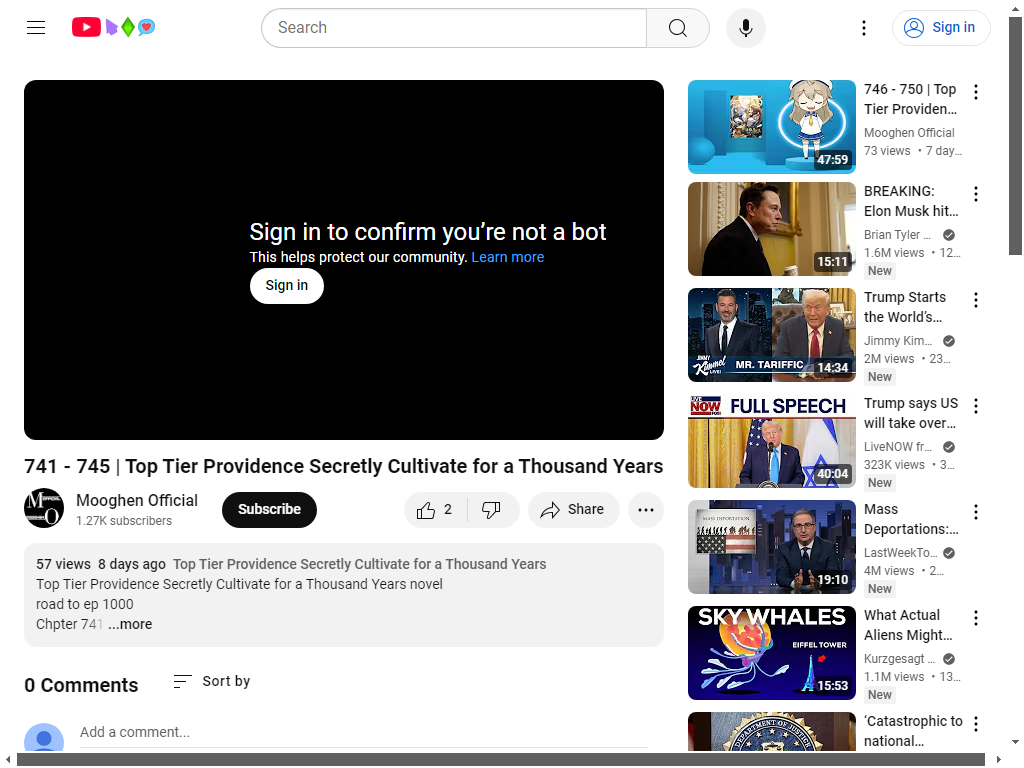 Search
Sign in
Sign in to confirm you’re not a bot
This helps protect our community. Learn more
Sign in
741 - 745 | Top Tier Providence Secretly Cultivate for a Thousand Years
Mooghen Official
1.27K subscribers
Subscribe
2
Share
57 views 8 days ago Top Tier Providence Secretly Cultivate for a Thousand Years
Top Tier Providence Secretly Cultivate for a Thousand Years novel
road to ep 1000
Chpter 741 ...more
0 Comments
Sort by
Add a comment...
47:59
746 - 750 | Top
Tier Providen...
Mooghen Official
73 views • 7 day...
15:11
BREAKING:
Elon Musk hit...
Brian Tyler ...
1.6M views • 12...
New
JIMMY
Kimmel
LIVE!
MR. TARIFFIC
14:34
Trump Starts
the World’s...
Jimmy Kim...
2M views • 23...
New
LIVE
NOW
FULL SPEECH
40:04
Trump says US
will take over...
LiveNOW fr...
323K views • 3...
New
MASS DEPORTATION
19:10
Mass
Deportations:...
LastWeekTo...
4M views • 2...
New
SKY WHALES
EIFFEL TOWER
15:53
What Actual
Aliens Might...
Kurzgesagt ...
1.1M views • 13...
New
DEPARTMENT OF JUSTICE
‘Catastrophic to
national...